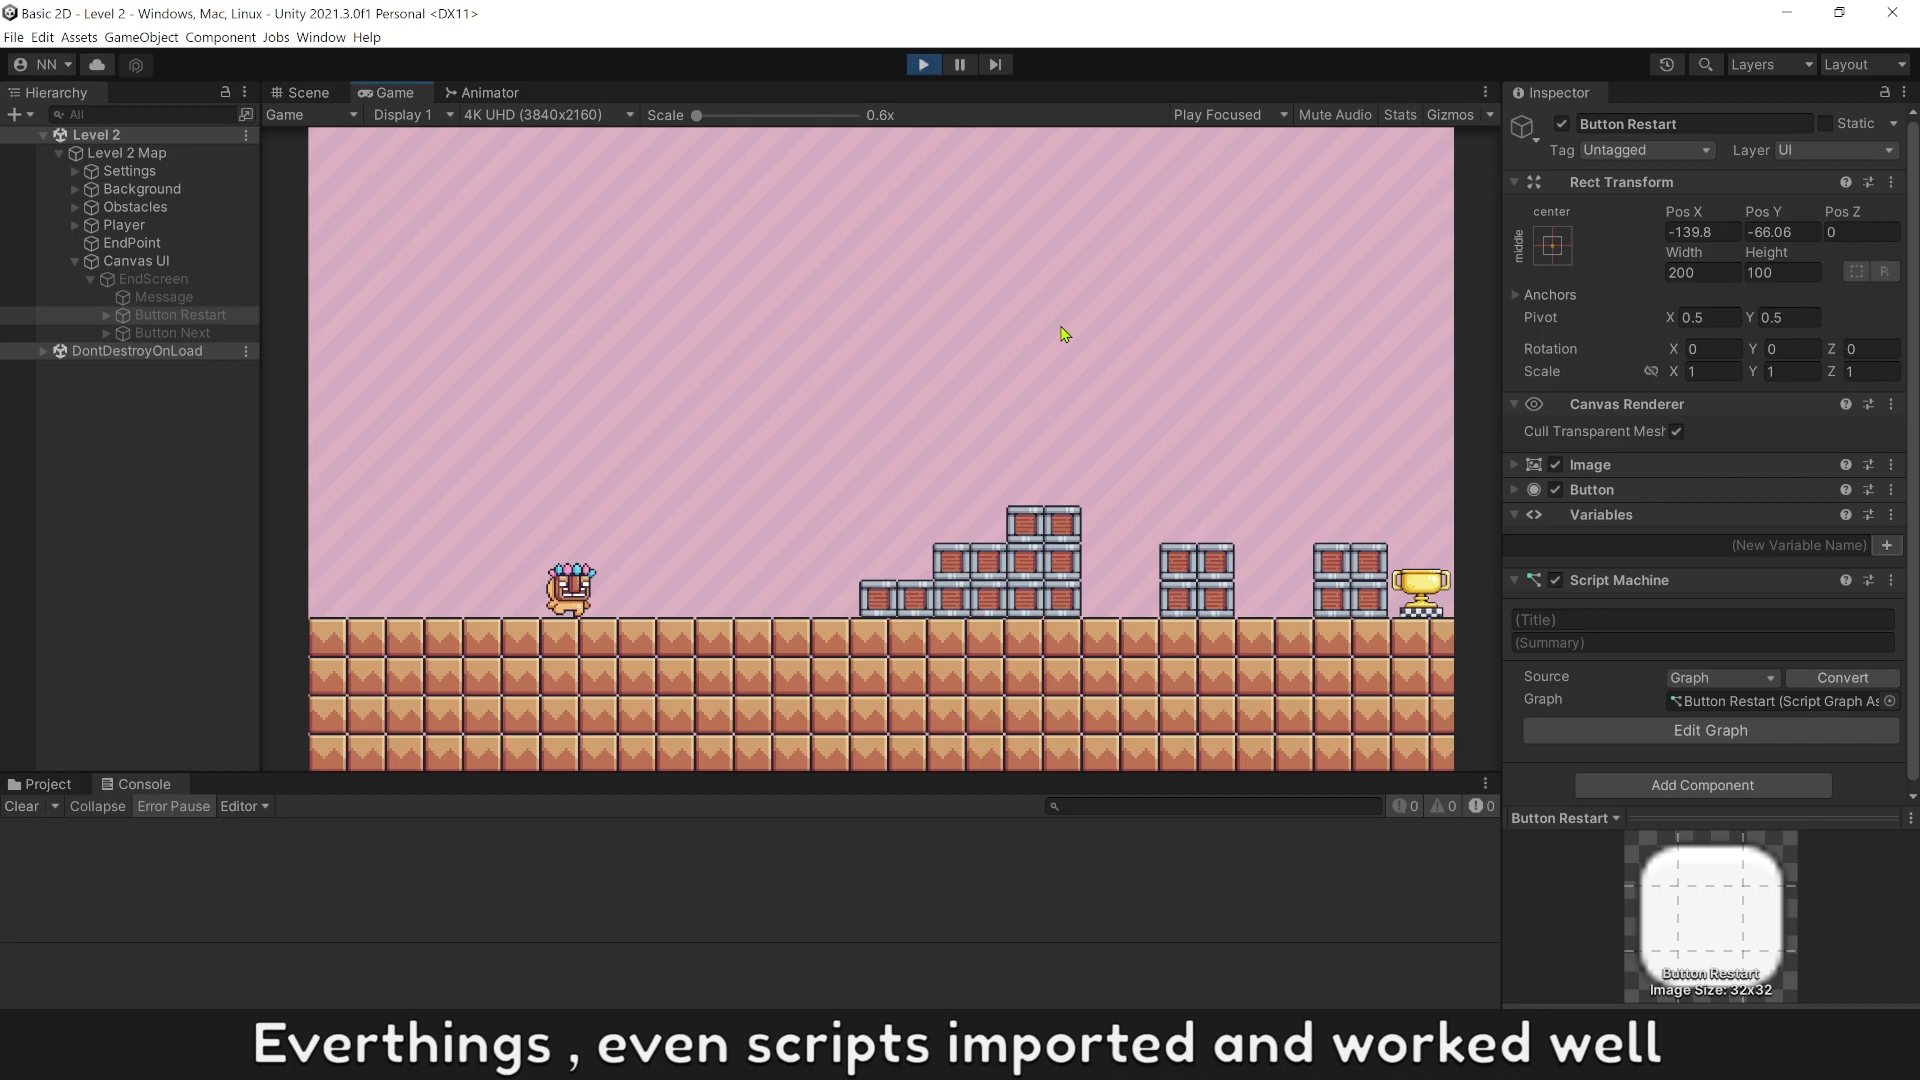 Basic 2D - Level 2 - Windows, Mac, Linux - Unity 2021.3.0f1 Personal <DX11>
File Edit Assets GameObject Component Jobs Window Help
NN
Layers Layout
Hierarchy
Scene Game Animator
Inspector
All
Game Display 1 4K UHD (3840x2160) Scale 0.6x Play Focused Mute Audio Stats Gizmos
Level 2
Level 2 Map
Settings
Background
Obstacles
Player
EndPoint
Canvas UI
EndScreen
Message
Button Restart
Button Next
DontDestroyOnLoad
Button Restart Static
Tag Untagged Layer UI
Rect Transform
center
middle
Pos X Pos Y Pos Z
-139.8 -66.06 0
Width Height
200 100 R
Anchors
Pivot X 0.5 Y 0.5
Rotation X 0 Y 0 Z 0
Scale X 1 Y 1 Z 1
Canvas Renderer
Cull Transparent Mesh
Image
Button
Variables
(New Variable Name)
Script Machine
(Title)
(Summary)
Source Graph Convert
Graph Button Restart (Script Graph As
Edit Graph
Add Component
Project Console
Clear Collapse Error Pause Editor 0 0 0
Button Restart
Button Restart
Image Size: 32x32
Everthings , even scripts imported and worked well